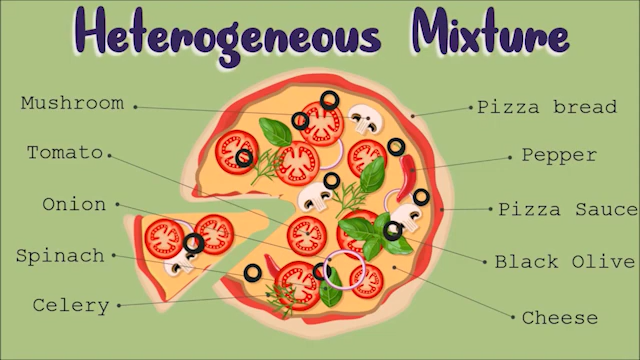 Heterogeneous Mixture
Mushroom
Tomato
Onion
Spinach
Celery
Pizza bread
Pepper
Pizza Sauce
Black Olive
Cheese